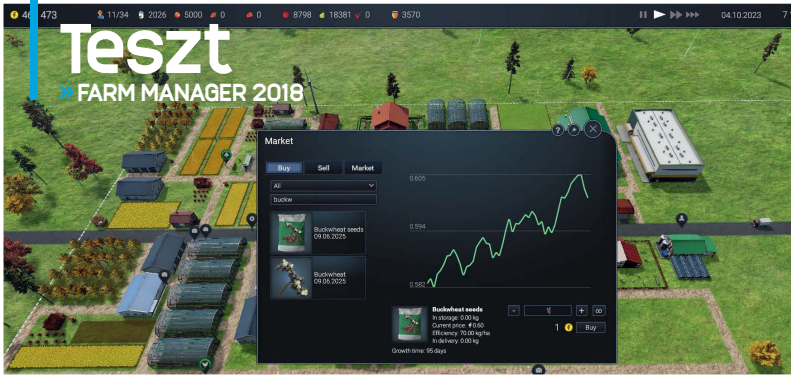 11/34 2026 5000 0 0 8798 18381 0 3570 04.10.2023
Teszt
» FARM MANAGER 2018
Market
? ×
Buy Sell Market
All
buckw
Buckwheat seeds
09.06.2025
Buckwheat
09.06.2025
0.605
0.594
0.582
Buckwheat seeds
In storage: 0.00 kg
Current price: 0.60
Efficiency: 70.00 kg/ha
In delivery: 0.00 kg
Growth time: 95 days
- 1 + ∞
1 Buy